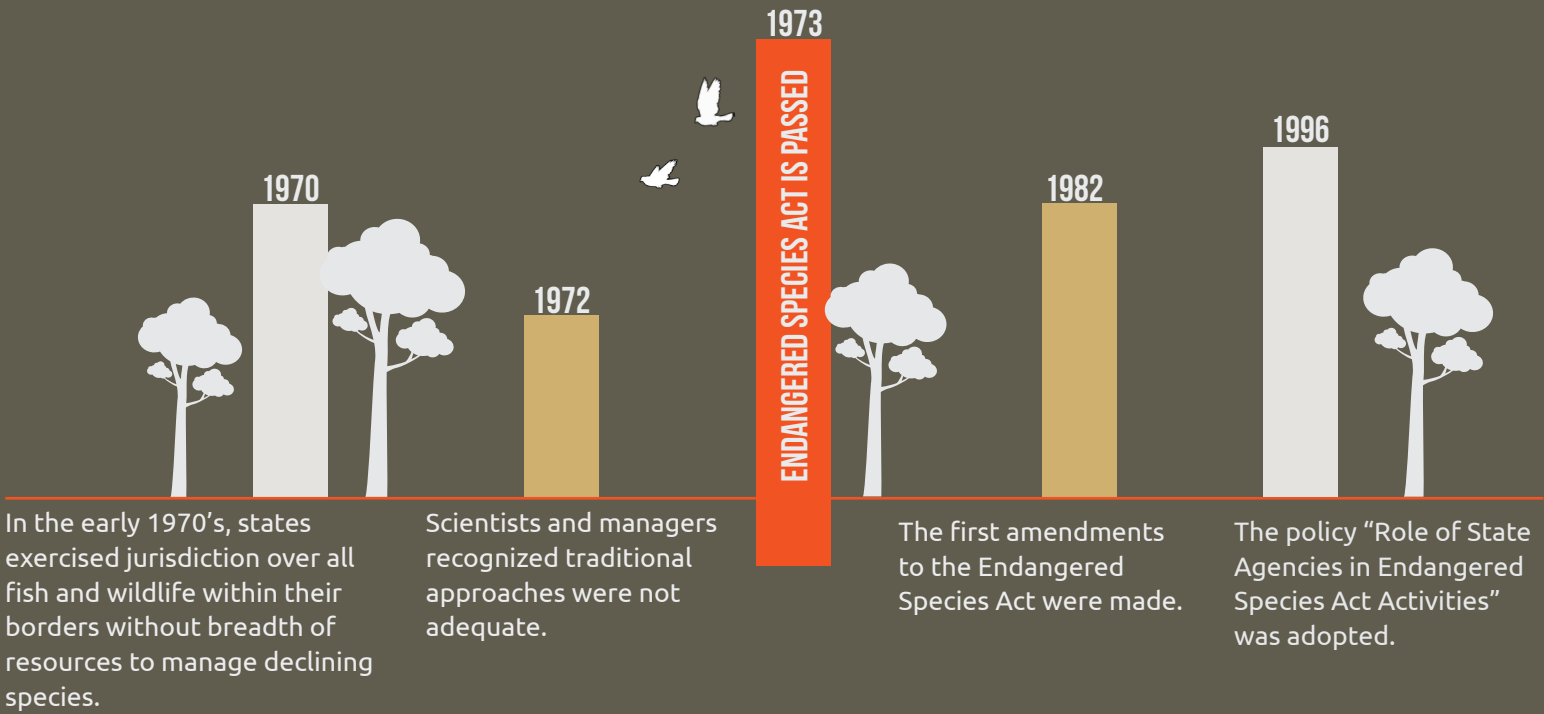 1970
In the early 1970’s, states
exercised jurisdiction over all
fish and wildlife within their
borders without breadth of
resources to manage declining
species.
1972
Scientists and managers
recognized traditional
approaches were not
adequate.
1973
ENDANGERED SPECIES ACT IS PASSED
1982
The first amendments
to the Endangered
Species Act were made.
1996
The policy “Role of State
Agencies in Endangered
Species Act Activities”
was adopted.